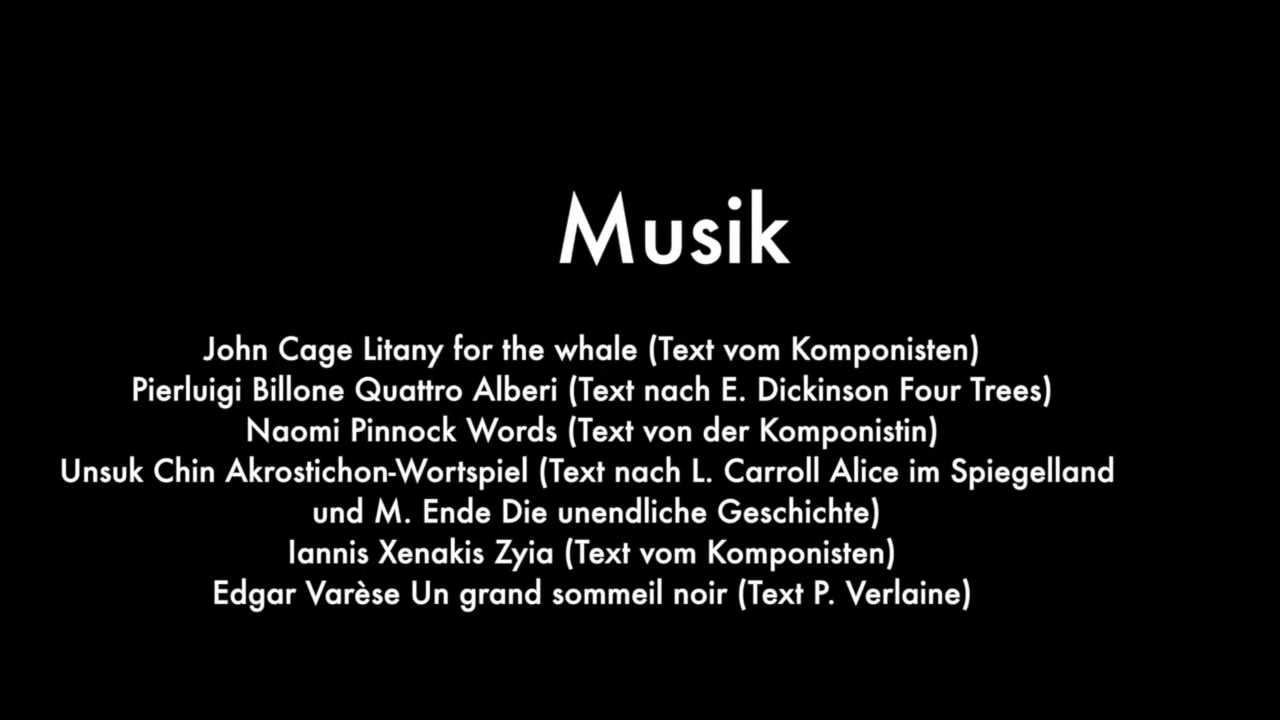 Musik
John Cage Litany for the whale (Text vom Komponisten)
Pierluigi Billone Quattro Alberi (Text nach E. Dickinson Four Trees)
Naomi Pinnock Words (Text von der Komponistin)
Unsuk Chin Akrostichon-Wortspiel (Text nach L. Carroll Alice im Spiegelland
und M. Ende Die unendliche Geschichte)
Iannis Xenakis Zyia (Text vom Komponisten)
Edgar Varèse Un grand sommeil noir (Text P. Verlaine)